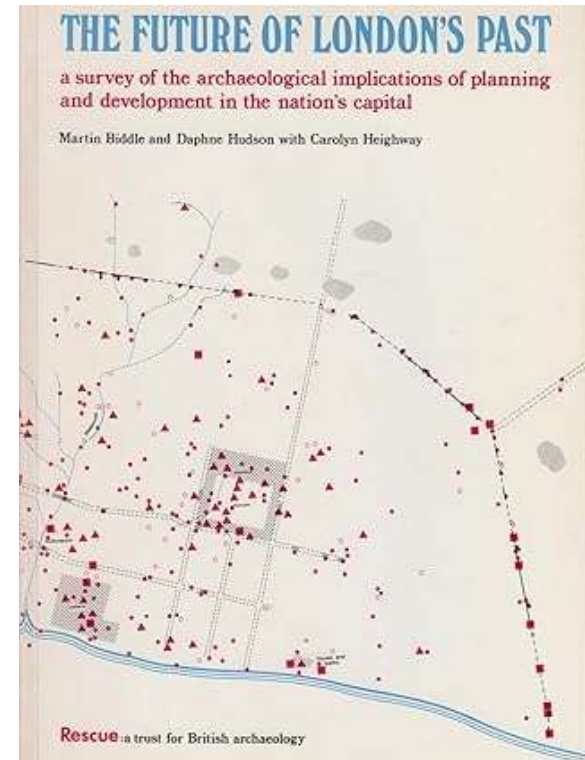 THE FUTURE OF LONDON'S PAST
a survey of the archaeological implications of planning
and development in the nation's capital
Martin Biddle and Daphne Hudson with Carolyn Heighway
Rescue: a trust for British archaeology